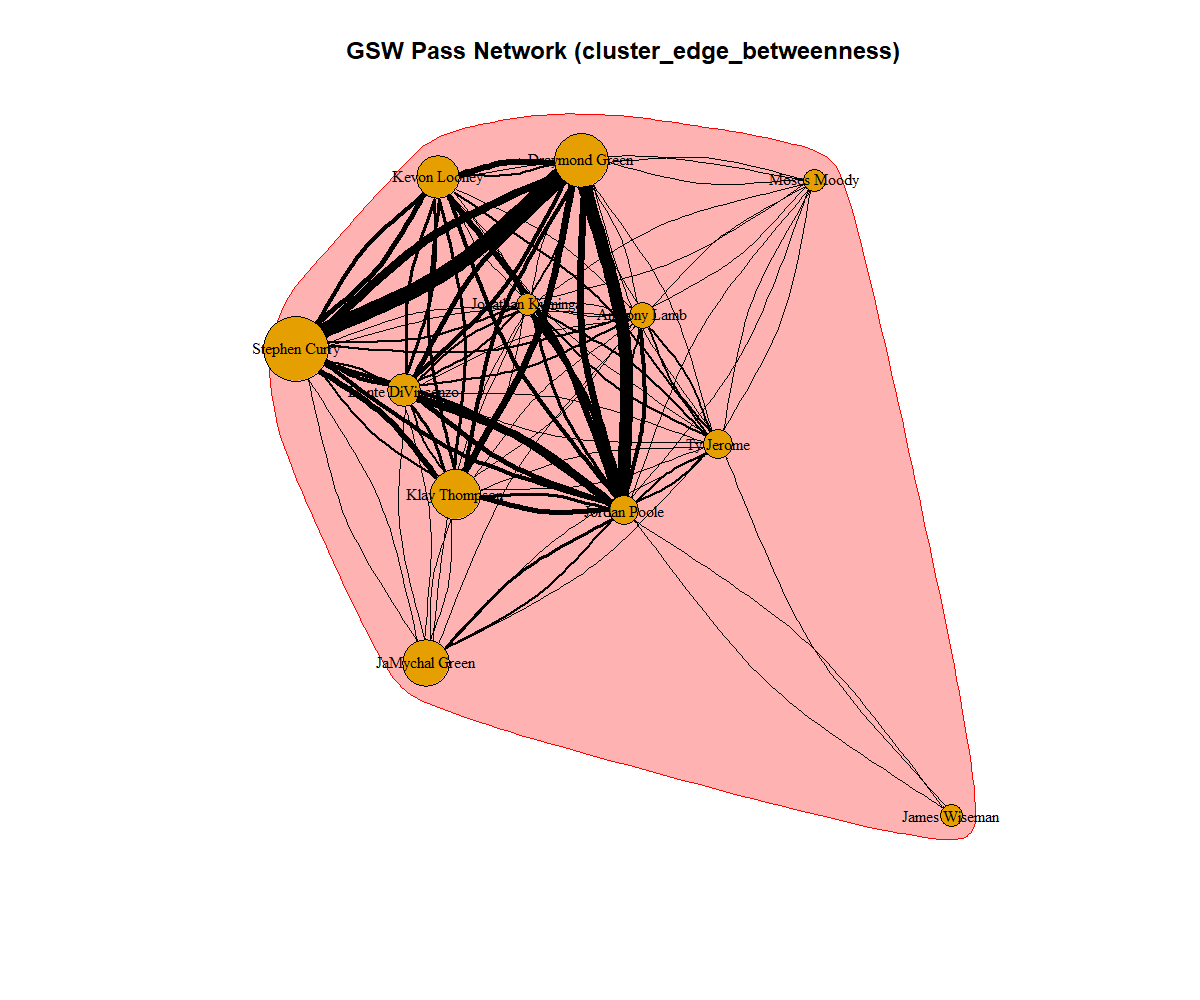 GSW Pass Network (cluster_edge_betweenness)
Draymond Green
Kevon Looney
Moses Moody
Jonathan Kuminga
Anthony Lamb
Stephen Curry
Donte DiVincenzo
Ty Jerome
Klay Thompson
Jordan Poole
JaMychal Green
James Wiseman